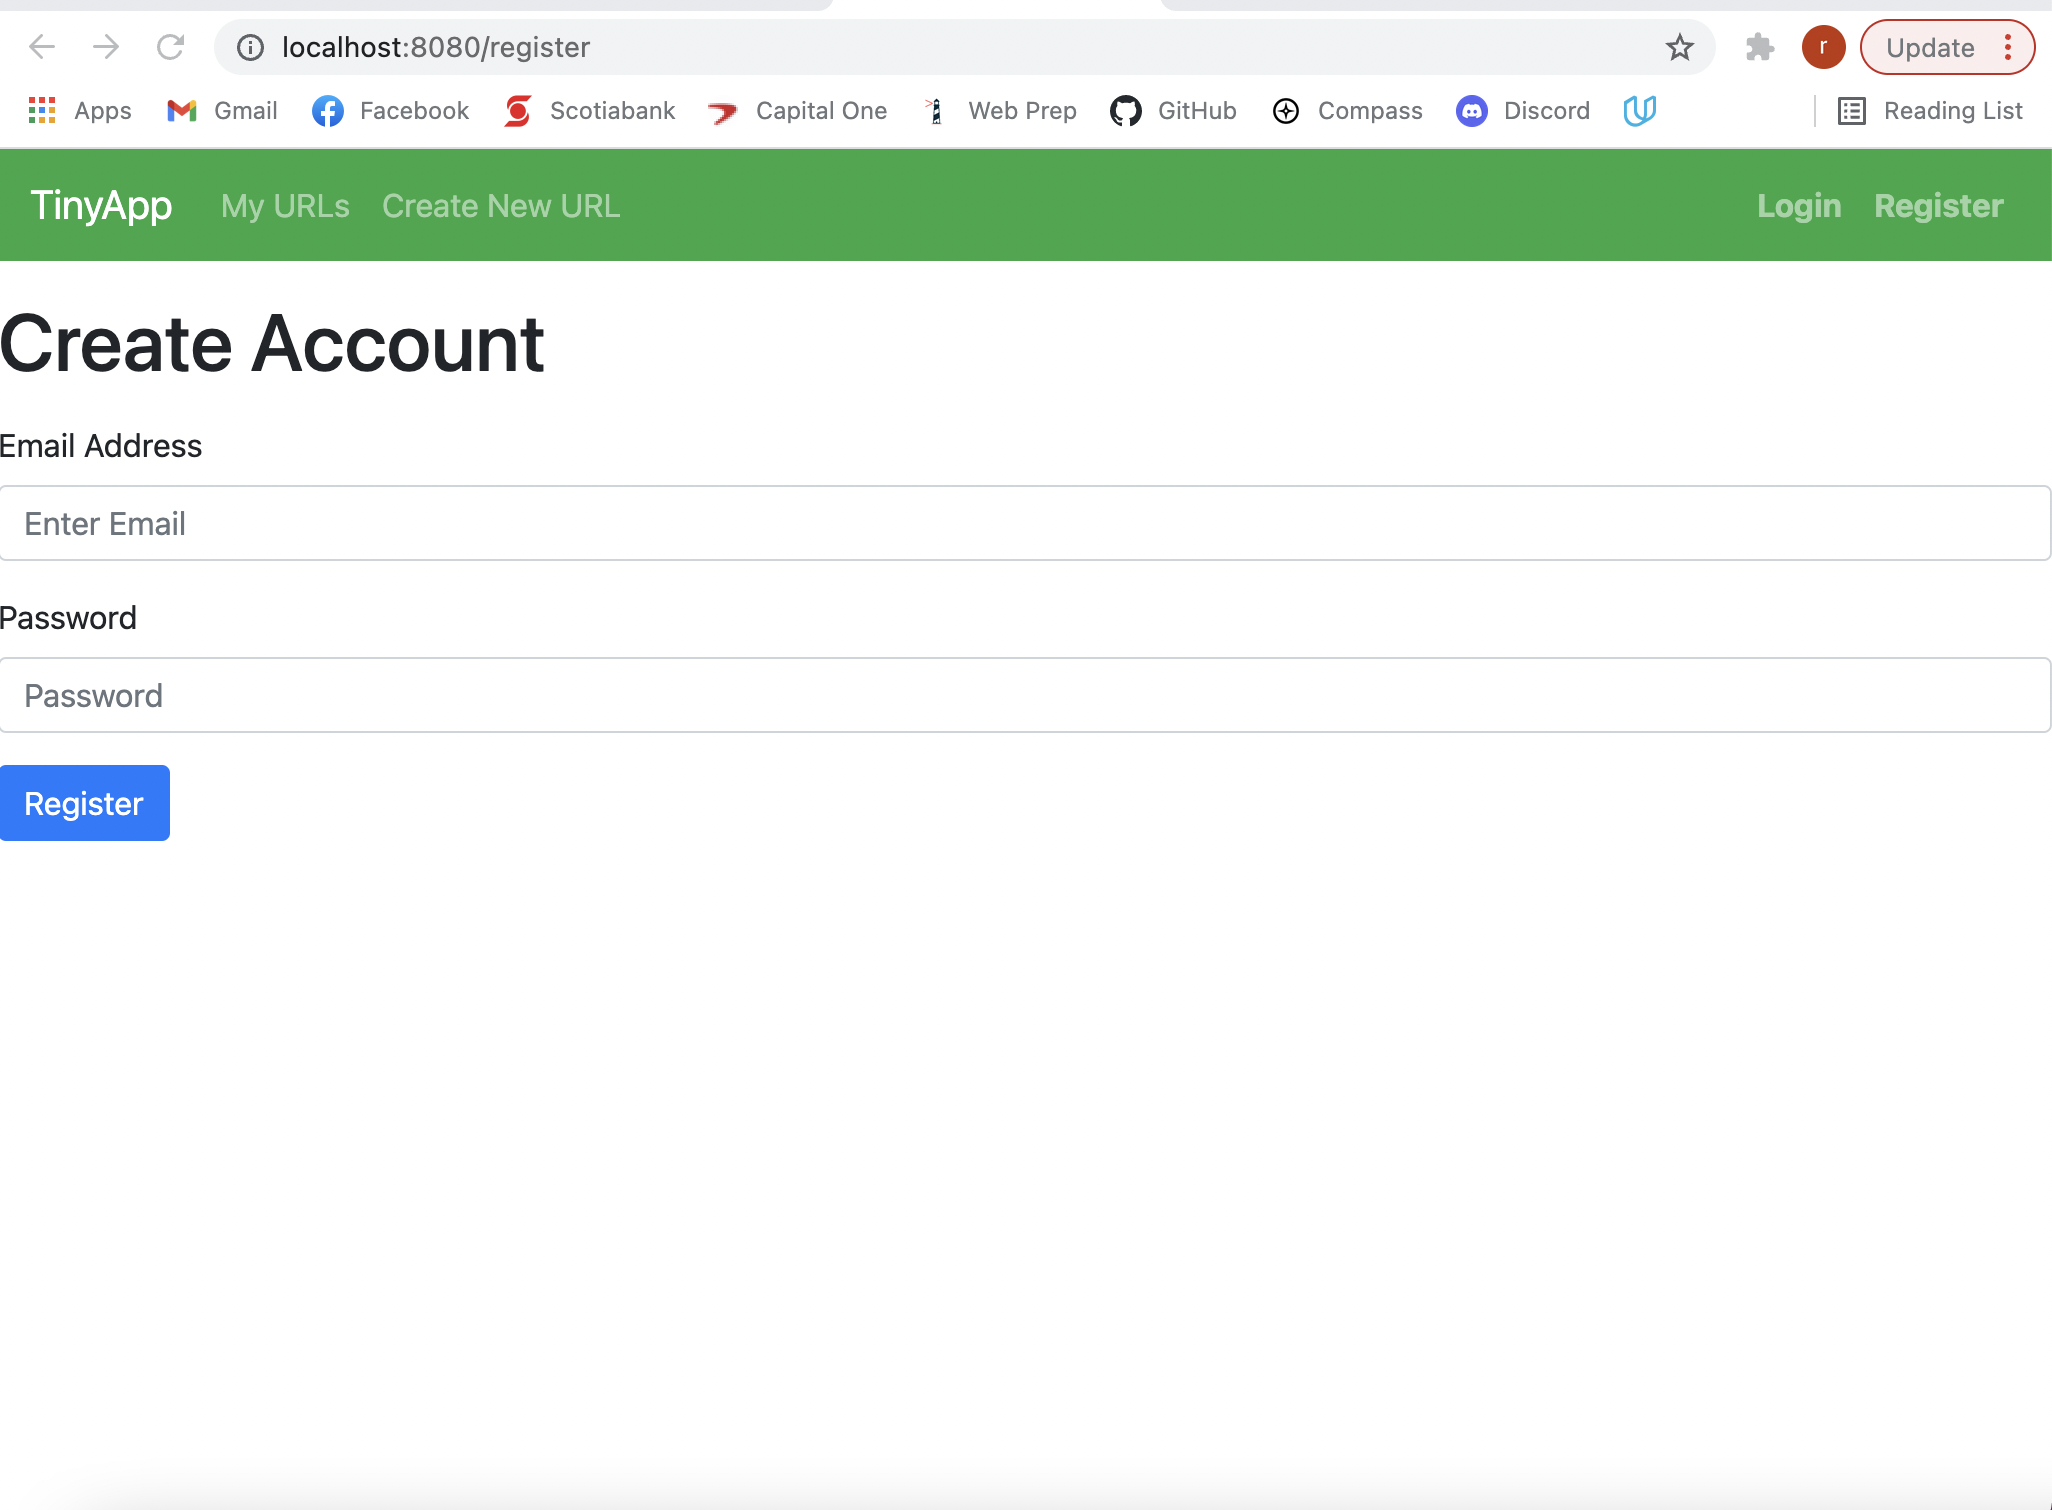 localhost:8080/register
r
Update
Apps Gmail Facebook Scotiabank Capital One Web Prep GitHub Compass Discord Reading List
TinyApp My URLs Create New URL Login Register
Create Account
Email Address
Enter Email
Password
Password
Register